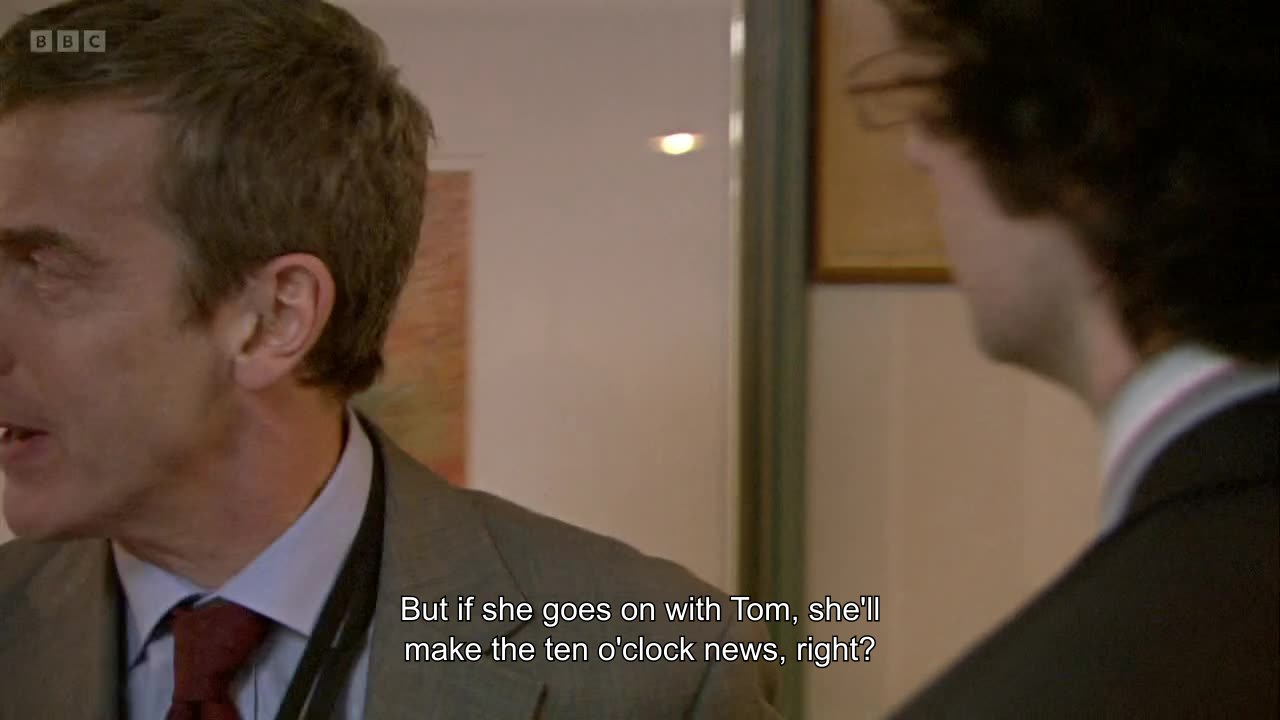 BBC
But if she goes on with Tom, she'll
make the ten o'clock news, right?